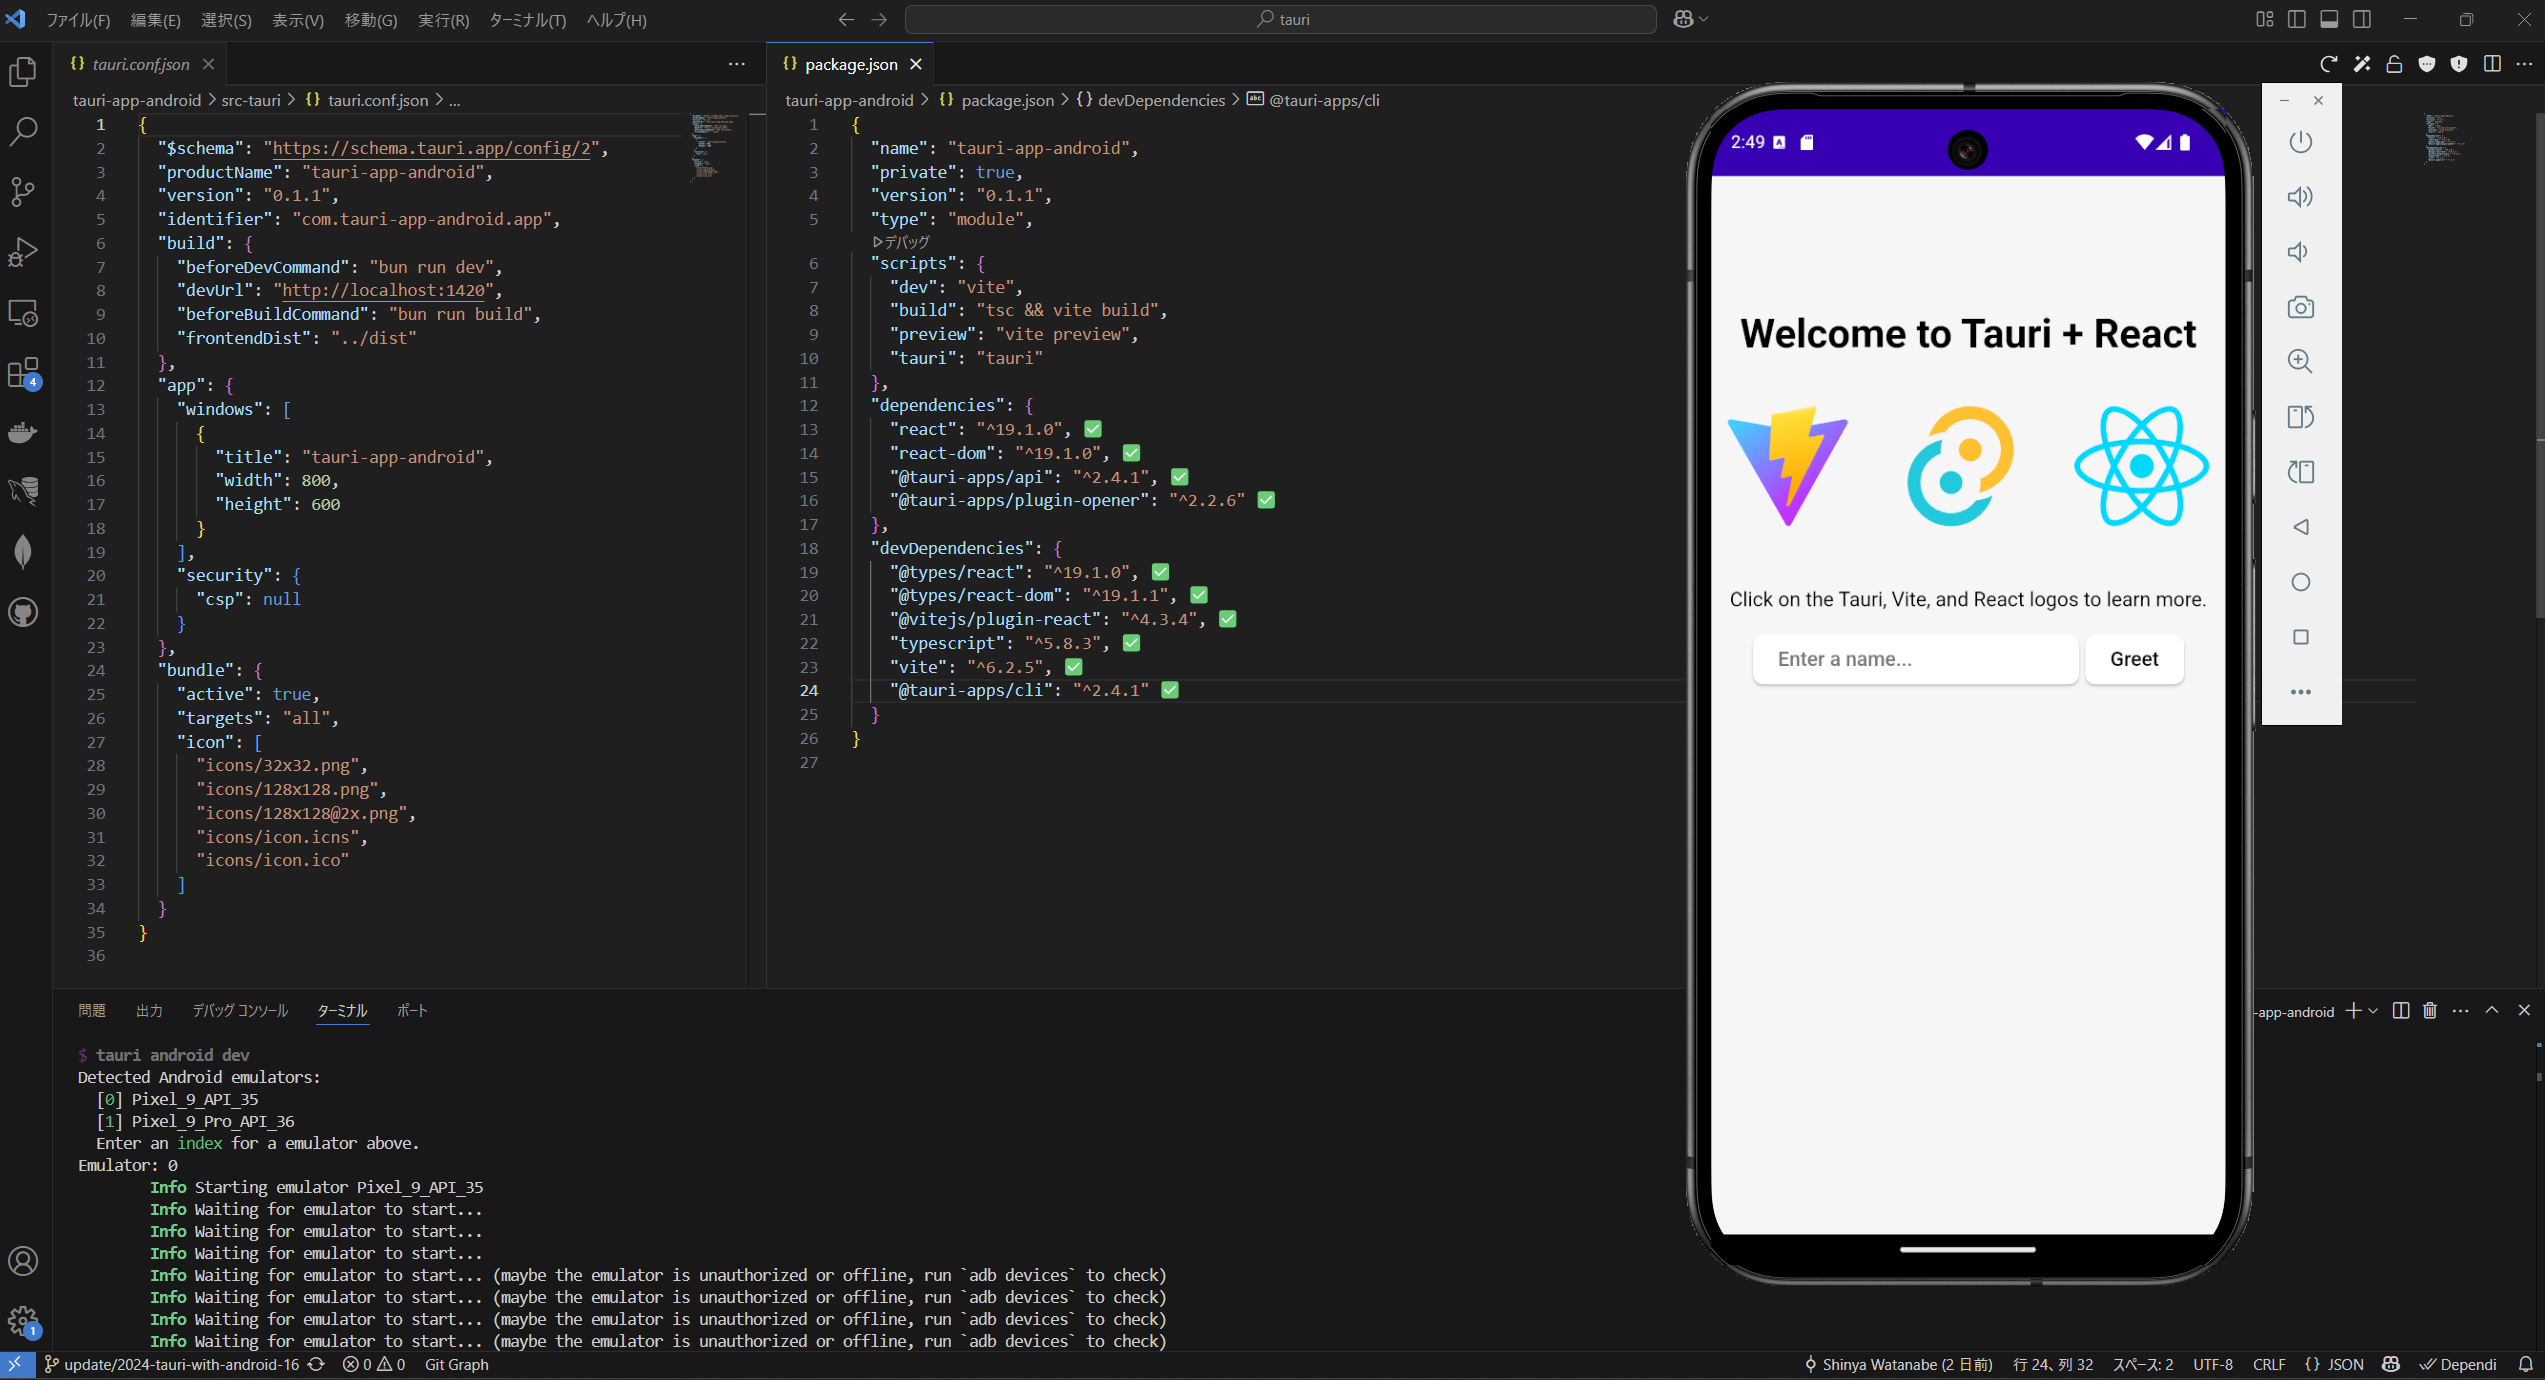 ファイル(F) 編集(E) 選択(S) 表示(V) 移動(G) 実行(R) ターミナル(T) ヘルプ(H)
tauri
tauri.conf.json
tauri-app-android > src-tauri > {} tauri.conf.json > ...
1 {
2 "$schema": "https://schema.tauri.app/config/2",
3 "productName": "tauri-app-android",
4 "version": "0.1.1",
5 "identifier": "com.tauri-app-android.app",
6 "build": {
7 "beforeDevCommand": "bun run dev",
8 "devUrl": "http://localhost:1420",
9 "beforeBuildCommand": "bun run build",
10 "frontendDist": "../dist"
11 },
12 "app": {
13 "windows": [
14 {
15 "title": "tauri-app-android",
16 "width": 800,
17 "height": 600
18 }
19 ],
20 "security": {
21 "csp": null
22 }
23 },
24 "bundle": {
25 "active": true,
26 "targets": "all",
27 "icon": [
28 "icons/32x32.png",
29 "icons/128x128.png",
30 "icons/128x128@2x.png",
31 "icons/icon.icns",
32 "icons/icon.ico"
33 ]
34 }
35 }
36
package.json
tauri-app-android > {} package.json > {} devDependencies > abc @tauri-apps/cli
1 {
2 "name": "tauri-app-android",
3 "private": true,
4 "version": "0.1.1",
5 "type": "module",
デバッグ
6 "scripts": {
7 "dev": "vite",
8 "build": "tsc && vite build",
9 "preview": "vite preview",
10 "tauri": "tauri"
11 },
12 "dependencies": {
13 "react": "^19.1.0", ✅
14 "react-dom": "^19.1.0", ✅
15 "@tauri-apps/api": "^2.4.1", ✅
16 "@tauri-apps/plugin-opener": "^2.2.6" ✅
17 },
18 "devDependencies": {
19 "@types/react": "^19.1.0", ✅
20 "@types/react-dom": "^19.1.1", ✅
21 "@vitejs/plugin-react": "^4.3.4", ✅
22 "typescript": "^5.8.3", ✅
23 "vite": "^6.2.5", ✅
24 "@tauri-apps/cli": "^2.4.1" ✅
25 }
26 }
27
2:49
Welcome to Tauri + React
Click on the Tauri, Vite, and React logos to learn more.
Enter a name... Greet
4
1
問題 出力 デバッグ コンソール ターミナル ポート
-app-android
$ tauri android dev
Detected Android emulators:
[0] Pixel_9_API_35
[1] Pixel_9_Pro_API_36
Enter an index for a emulator above.
Emulator: 0
Info Starting emulator Pixel_9_API_35
Info Waiting for emulator to start...
Info Waiting for emulator to start...
Info Waiting for emulator to start...
Info Waiting for emulator to start... (maybe the emulator is unauthorized or offline, run `adb devices` to check)
Info Waiting for emulator to start... (maybe the emulator is unauthorized or offline, run `adb devices` to check)
Info Waiting for emulator to start... (maybe the emulator is unauthorized or offline, run `adb devices` to check)
Info Waiting for emulator to start... (maybe the emulator is unauthorized or offline, run `adb devices` to check)
update/2024-tauri-with-android-16 0 0 Git Graph
Shinya Watanabe (2 日前) 行 24、列 32 スペース: 2 UTF-8 CRLF {} JSON Dependi